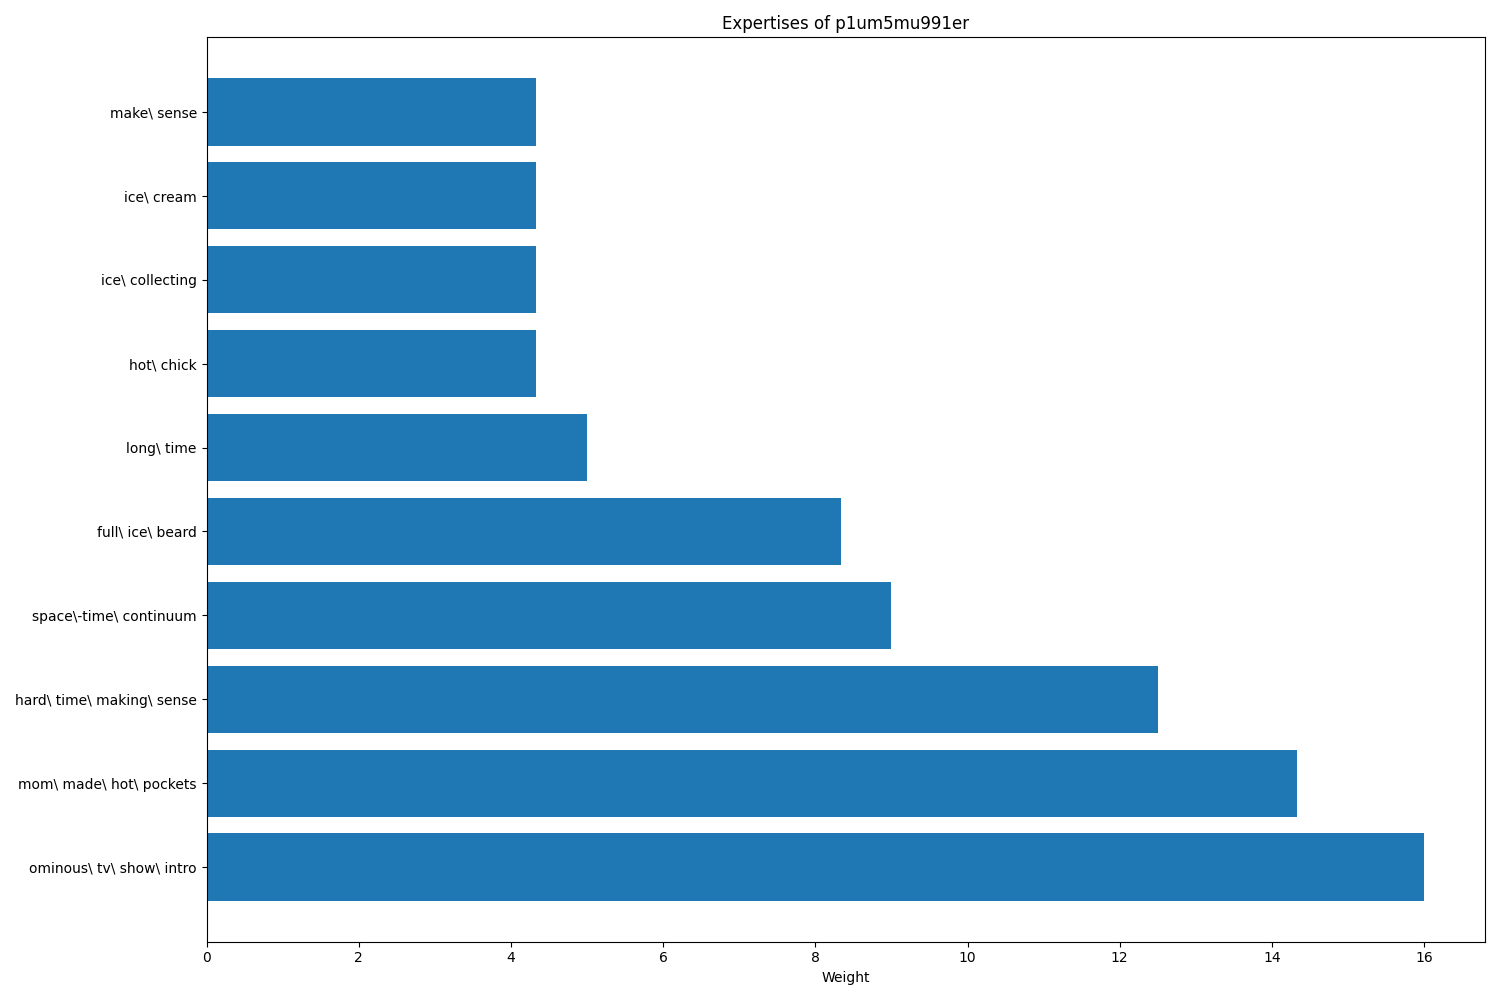 Expertises of p1um5mu991er
make\ sense
ice\ cream
ice\ collecting
hot\ chick
long\ time
full\ ice\ beard
space\-time\ continuum
hard\ time\ making\ sense
mom\ made\ hot\ pockets
ominous\ tv\ show\ intro
0 2 4 6 8 10 12 14 16
Weight